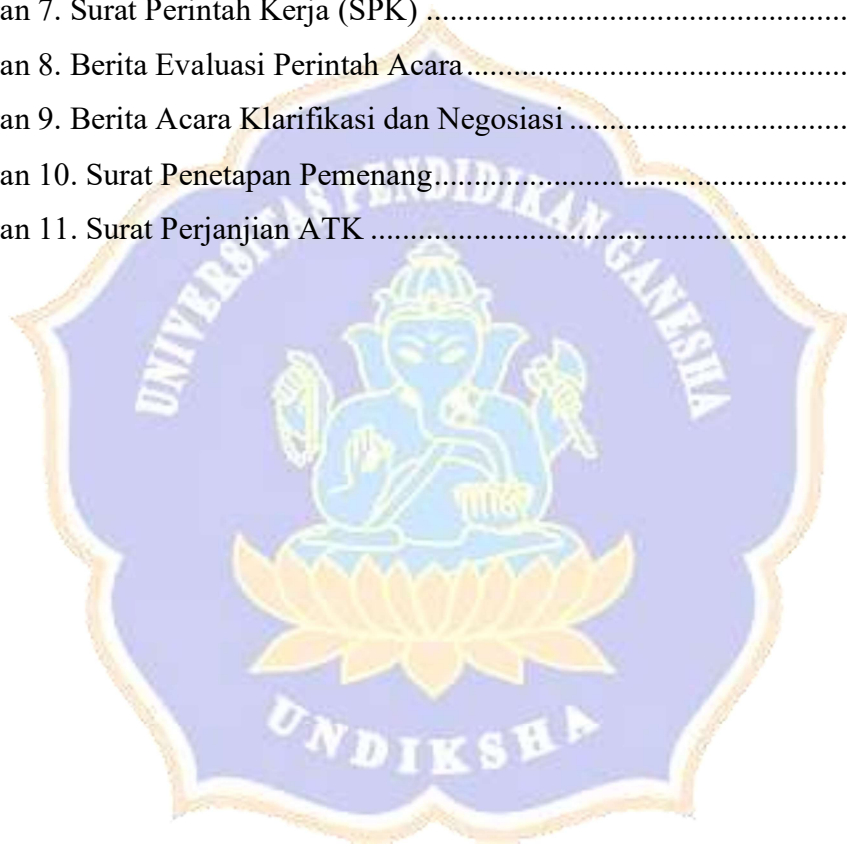 an 7. Surat Perintah Kerja (SPK) ..........................................................
an 8. Berita Evaluasi Perintah Acara ....................................................
an 9. Berita Acara Klarifikasi dan Negosiasi .......................................
an 10. Surat Penetapan Pemenang.........................................................
an 11. Surat Perjanjian ATK .................................................................
UNIVERSITAS PENDIDIKAN GANESHA
UNDIKSHA